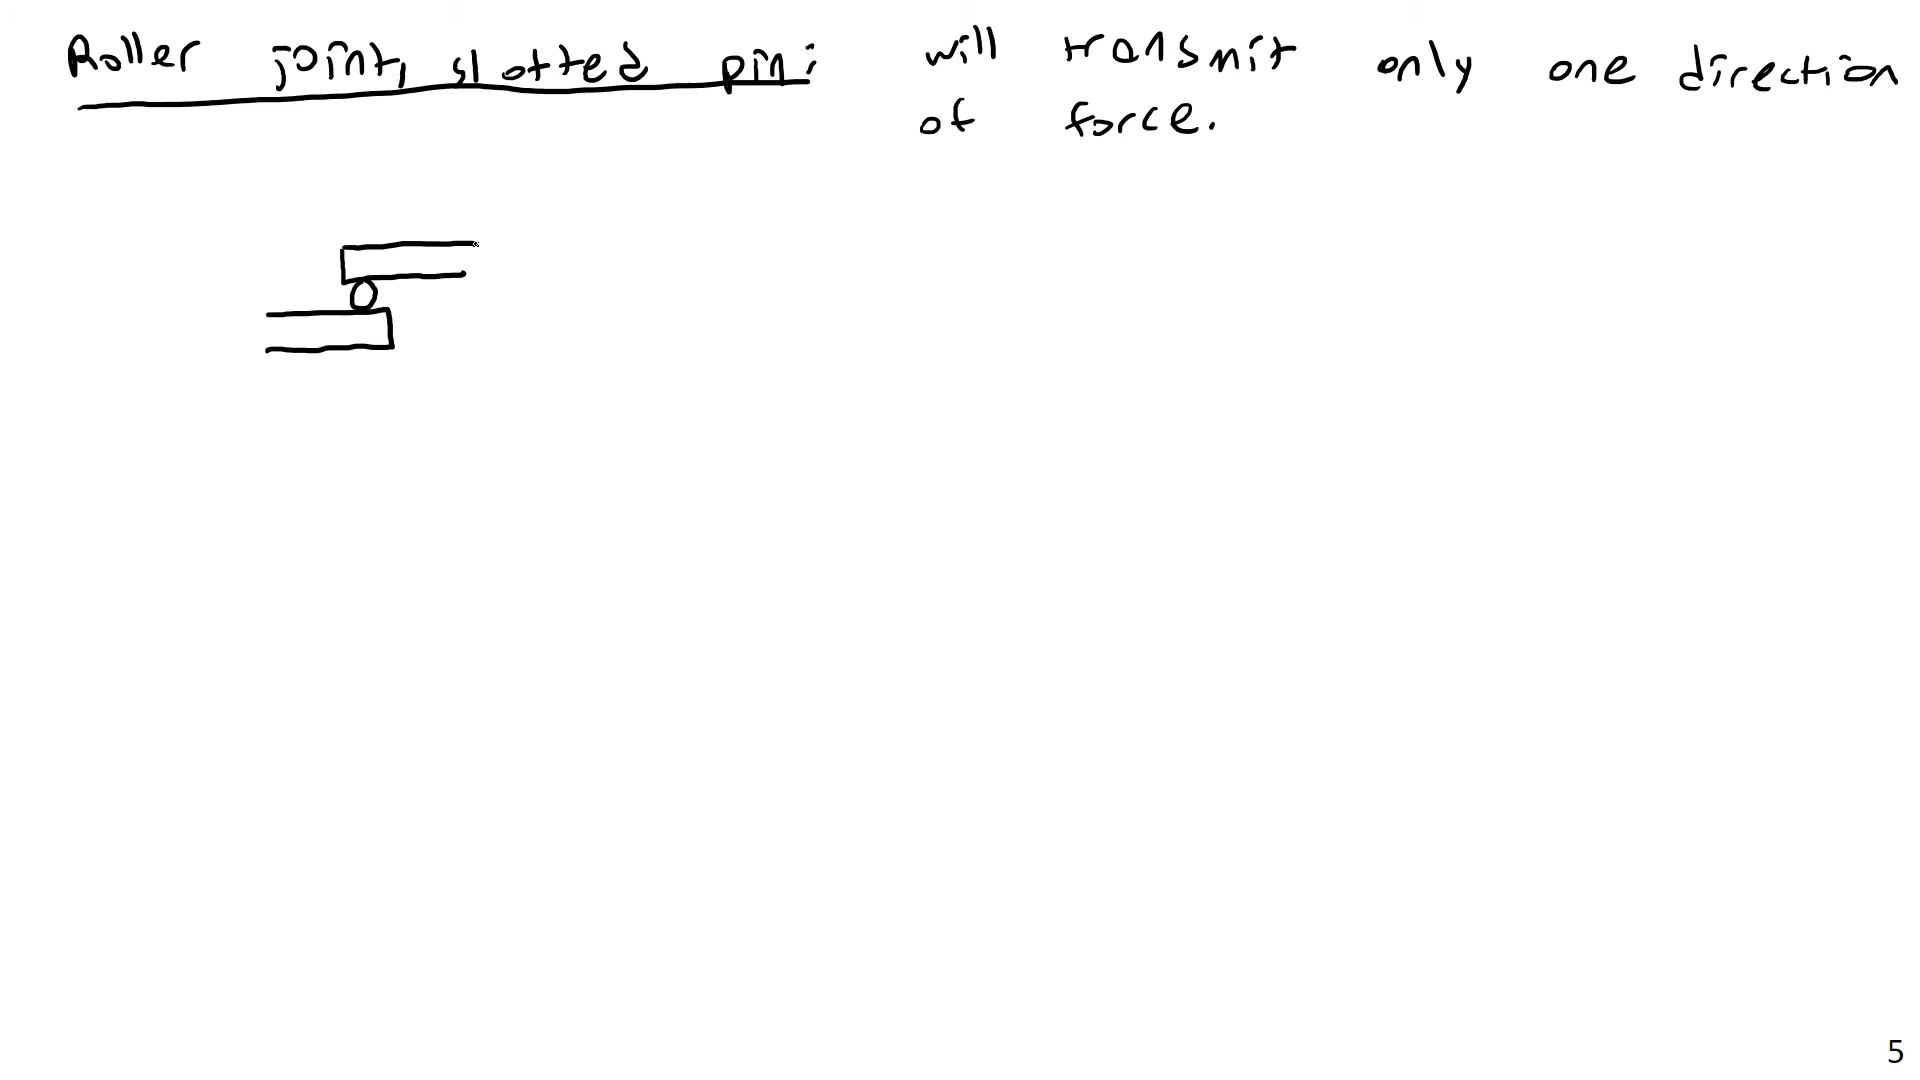 Roller joint, slotted pin: will transmit only one direction
of force.
5